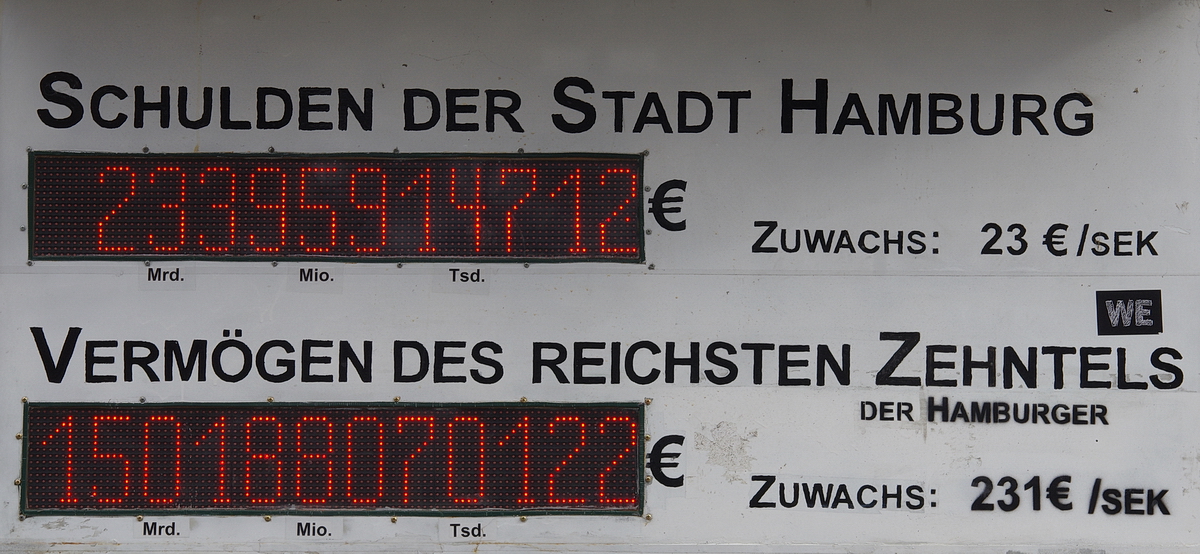 SCHULDEN DER STADT HAMBURG
23395914712 €
ZUWACHS: 23 €/SEK
Mrd. Mio. Tsd.
WE
VERMÖGEN DES REICHSTEN ZEHNTELS
DER HAMBURGER
150188070122 €
ZUWACHS: 231€ /SEK
Mrd. Mio. Tsd.